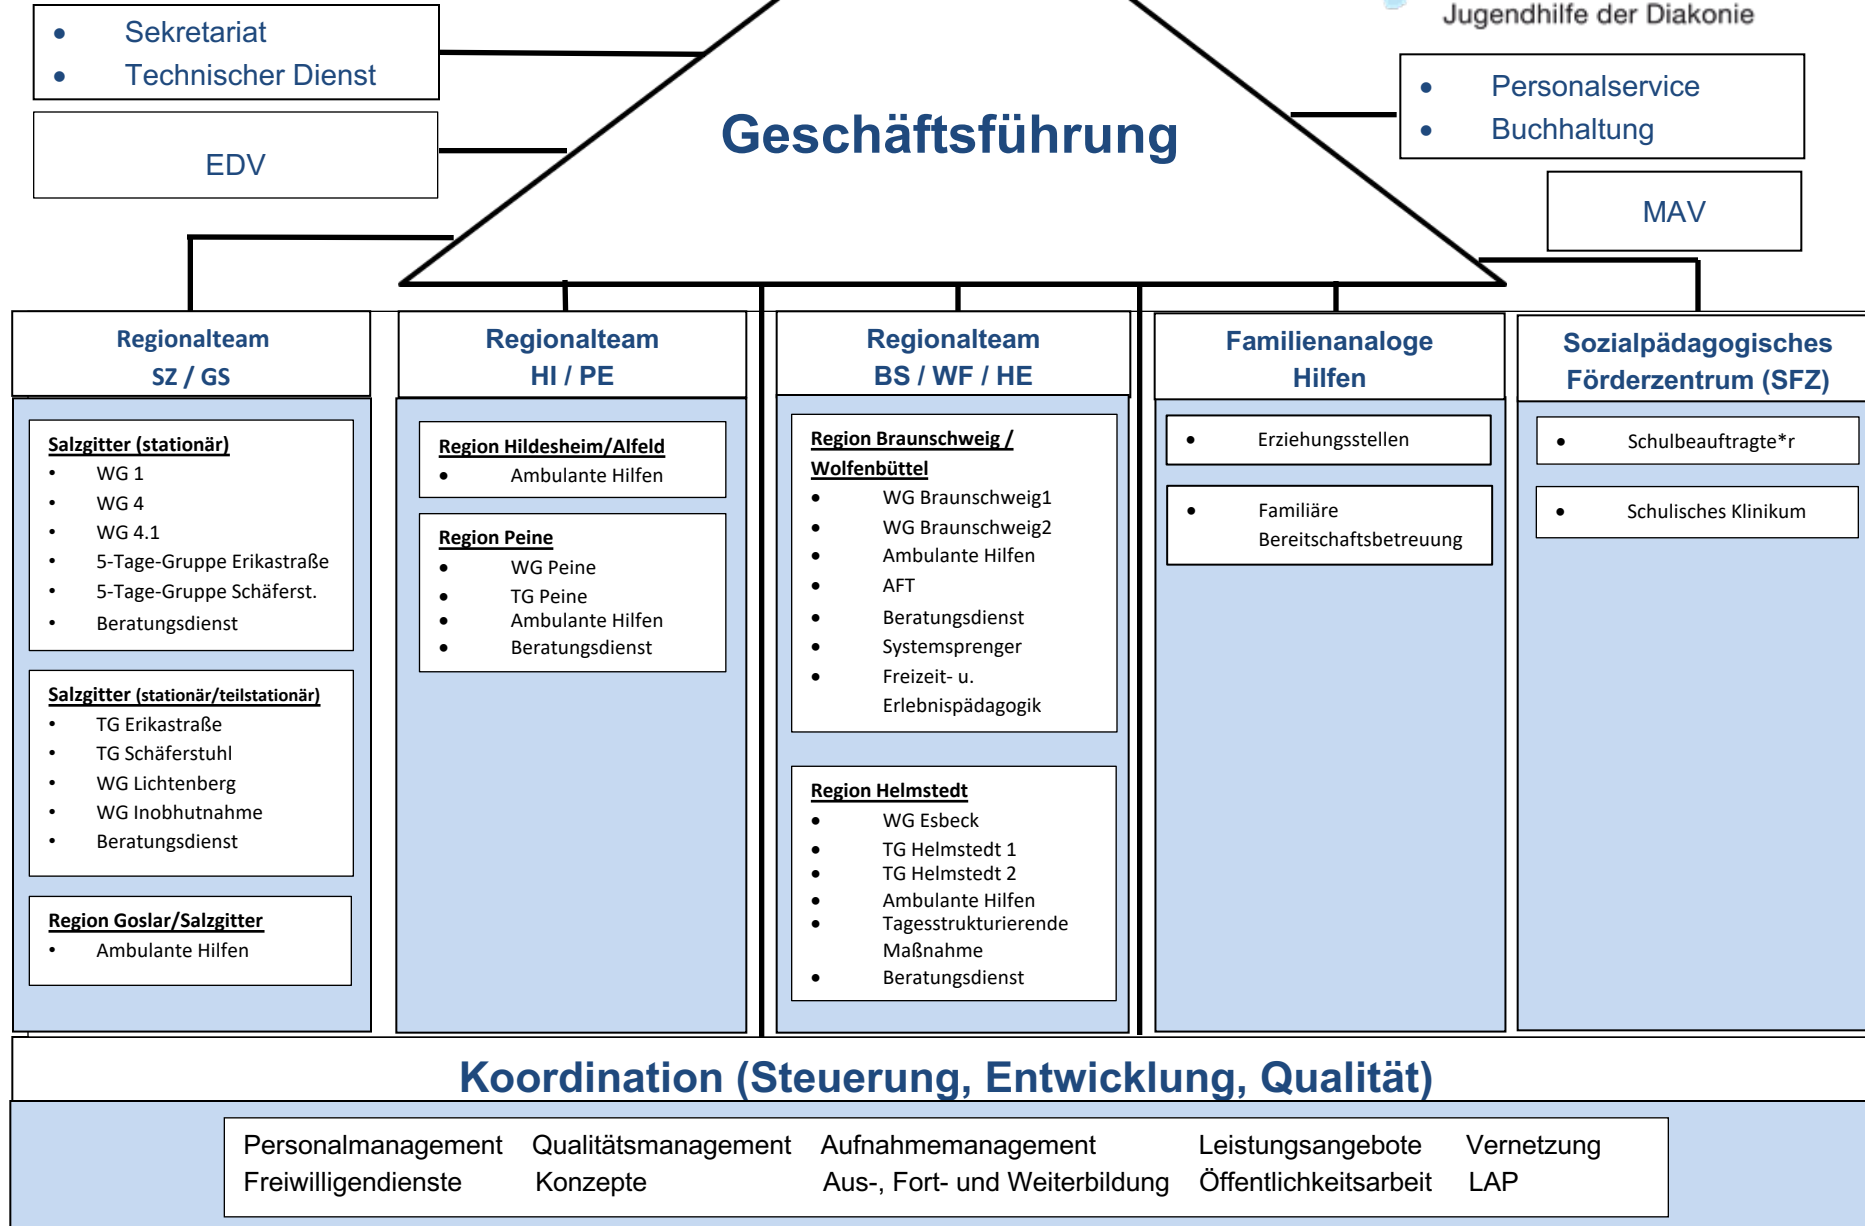 Jugendhilfe der Diakonie
• Sekretariat
• Technischer Dienst
EDV
Geschäftsführung
• Personalservice
• Buchhaltung
MAV
Regionalteam
SZ / GS
Salzgitter (stationär)
• WG 1
• WG 4
• WG 4.1
• 5-Tage-Gruppe Erikastraße
• 5-Tage-Gruppe Schäferst.
• Beratungsdienst
Salzgitter (stationär/teilstationär)
• TG Erikastraße
• TG Schäferstuhl
• WG Lichtenberg
• WG Inobhutnahme
• Beratungsdienst
Region Goslar/Salzgitter
• Ambulante Hilfen
Regionalteam
HI / PE
Region Hildesheim/Alfeld
• Ambulante Hilfen
Region Peine
• WG Peine
• TG Peine
• Ambulante Hilfen
• Beratungsdienst
Regionalteam
BS / WF / HE
Region Braunschweig /
Wolfenbüttel
• WG Braunschweig1
• WG Braunschweig2
• Ambulante Hilfen
• AFT
• Beratungsdienst
• Systemsprenger
• Freizeit- u.
Erlebnispädagogik
Region Helmstedt
• WG Esbeck
• TG Helmstedt 1
• TG Helmstedt 2
• Ambulante Hilfen
• Tagesstrukturierende
Maßnahme
• Beratungsdienst
Familienanaloge
Hilfen
• Erziehungsstellen
• Familiäre
Bereitschaftsbetreuung
Sozialpädagogisches
Förderzentrum (SFZ)
• Schulbeauftragte*r
• Schulisches Klinikum
Koordination (Steuerung, Entwicklung, Qualität)
Personalmanagement Qualitätsmanagement Aufnahmemanagement Leistungsangebote Vernetzung
Freiwilligendienste Konzepte Aus-, Fort- und Weiterbildung Öffentlichkeitsarbeit LAP